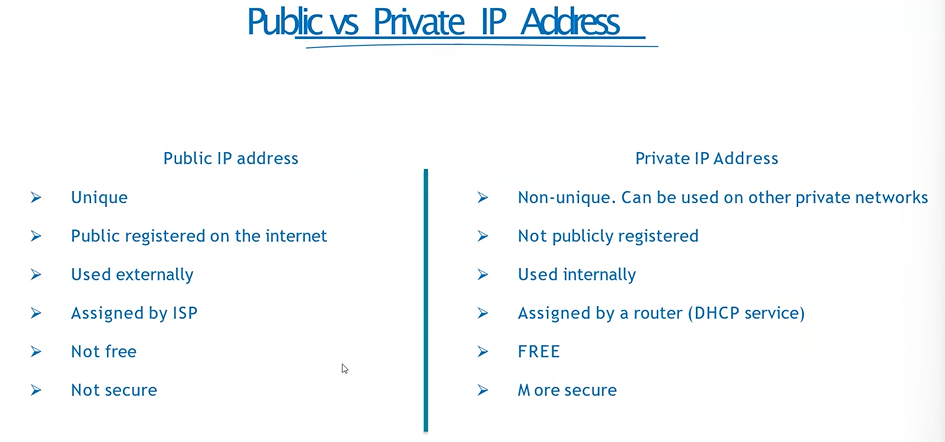 Public vs Private IP Address
Public IP address
Unique
Public registered on the internet
Used externally
Assigned by ISP
Not free
Not secure
Private IP Address
Non-unique. Can be used on other private networks
Not publicly registered
Used internally
Assigned by a router (DHCP service)
FREE
More secure